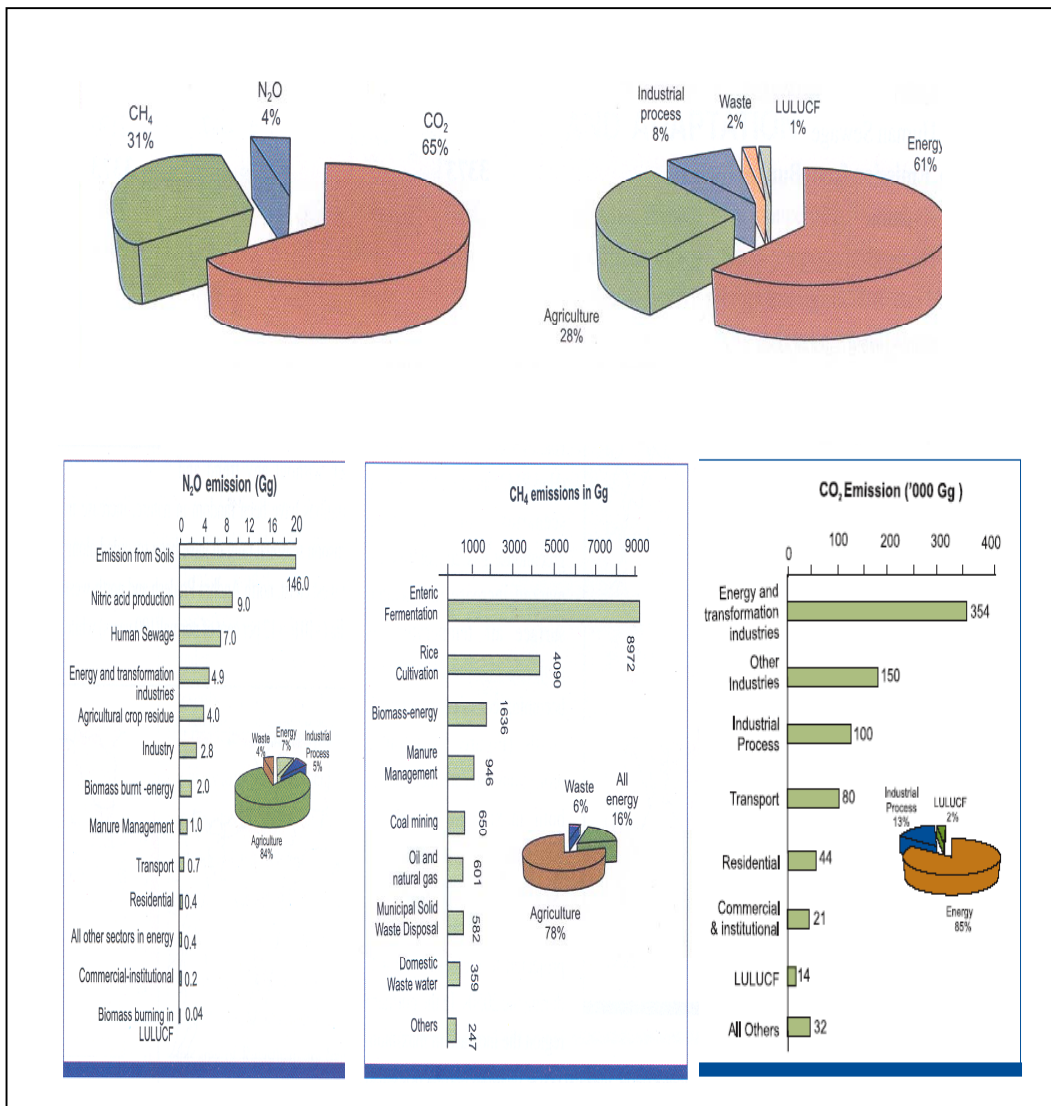 CH₄
31%
N₂O
4%
CO₂
65%
Industrial
process
8%
Waste
2%
LULUCF
1%
Energy
61%
Agriculture
28%
N₂O emission (Gg)
0 4 8 12 16 20
Emission from Soils
146.0
Nitric acid production
9.0
Human Sewage
7.0
Energy and transformation
industries
4.9
Agricultural crop residue
4.0
Industry
2.8
Biomass burnt -energy
2.0
Manure Management
1.0
Transport
0.7
Residential
0.4
All other sectors in energy
0.4
Commercial-institutional
0.2
Biomass burning in
LULUCF
0.04
Waste
4%
Energy
7%
Industrial
Process
5%
Agriculture
84%
CH₄ emissions in Gg
1000 3000 5000 7000 9000
Enteric
Fermentation
8972
Rice
Cultivation
4090
Biomass-energy
1636
Manure
Management
946
Coal mining
650
Oil and
natural gas
601
Municipal Solid
Waste Disposal
582
Domestic
Waste water
359
Others
247
Waste
6%
All
energy
16%
Agriculture
78%
CO₂ Emission ('000 Gg )
0 100 200 300 400
Energy and
transformation
industries
354
Other
Industries
150
Industrial
Process
100
Transport
80
Residential
44
Commercial
& institutional
21
LULUCF
14
All Others
32
Industrial
Process
13%
LULUCF
2%
Energy
85%